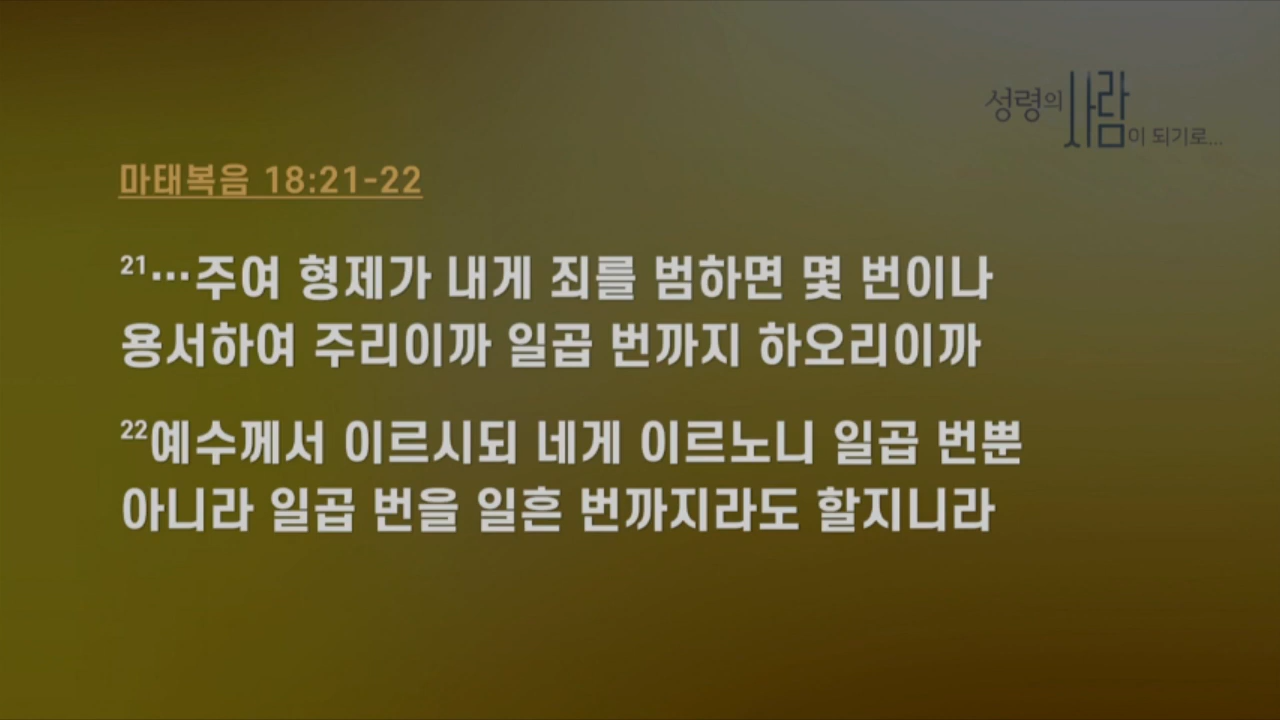 성령의 사람이 되기로...
마태복음 18:21-22
21…주여 형제가 내게 죄를 범하면 몇 번이나
용서하여 주리이까 일곱 번까지 하오리이까
22예수께서 이르시되 네게 이르노니 일곱 번뿐
아니라 일곱 번을 일흔 번까지라도 할지니라